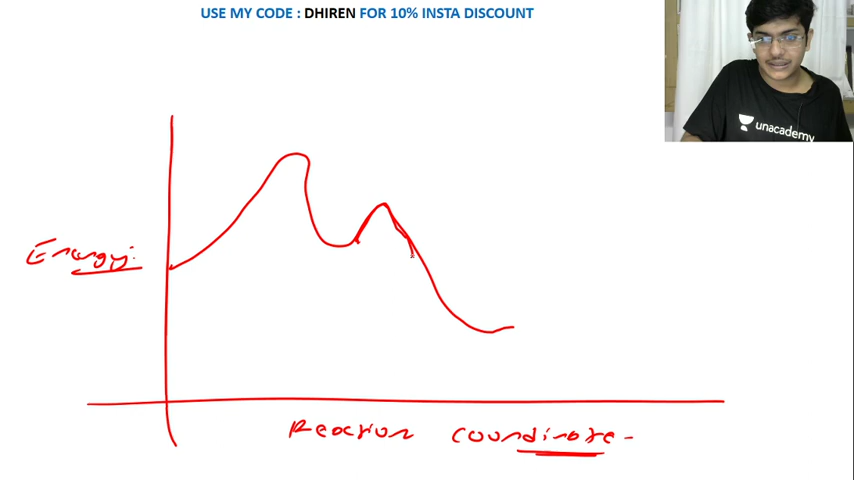 USE MY CODE : DHIREN FOR 10% INSTA DISCOUNT
unacademy
Energy:
Reaction coordinate -